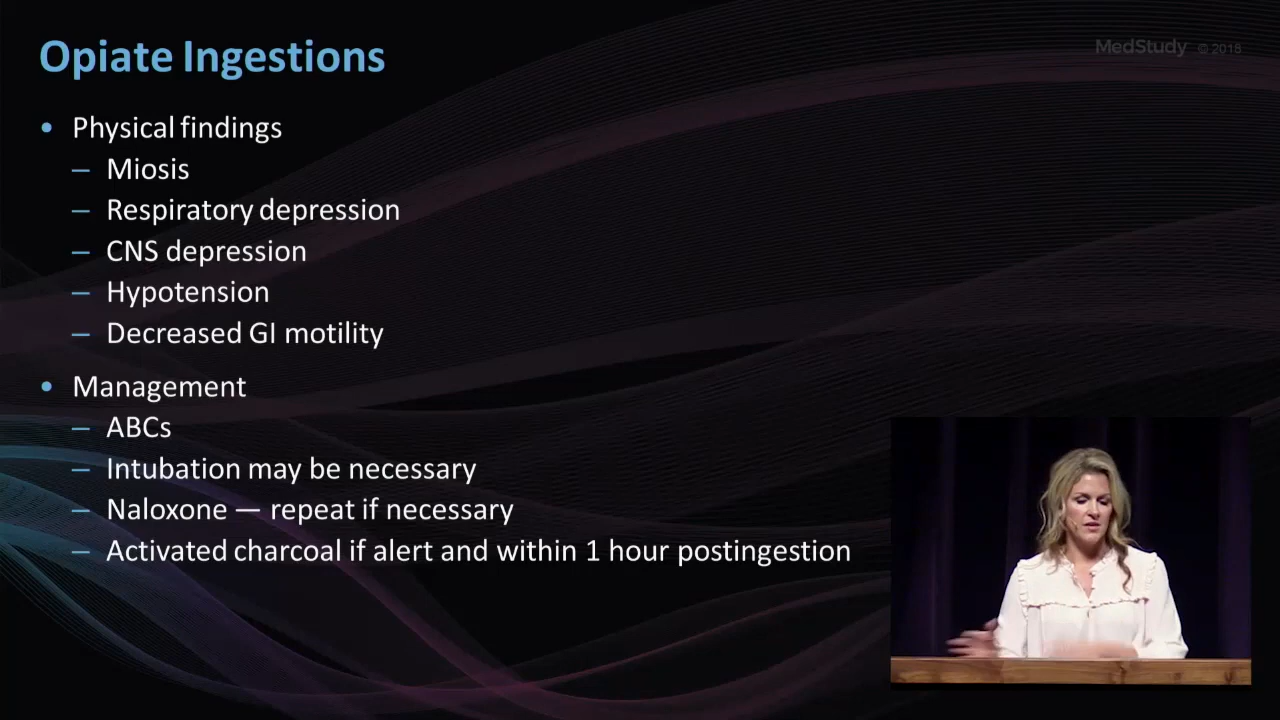 Opiate Ingestions
MedStudy © 2015
• Physical findings
– Miosis
– Respiratory depression
– CNS depression
– Hypotension
– Decreased GI motility
• Management
– ABCs
– Intubation may be necessary
– Naloxone — repeat if necessary
– Activated charcoal if alert and within 1 hour postingestion